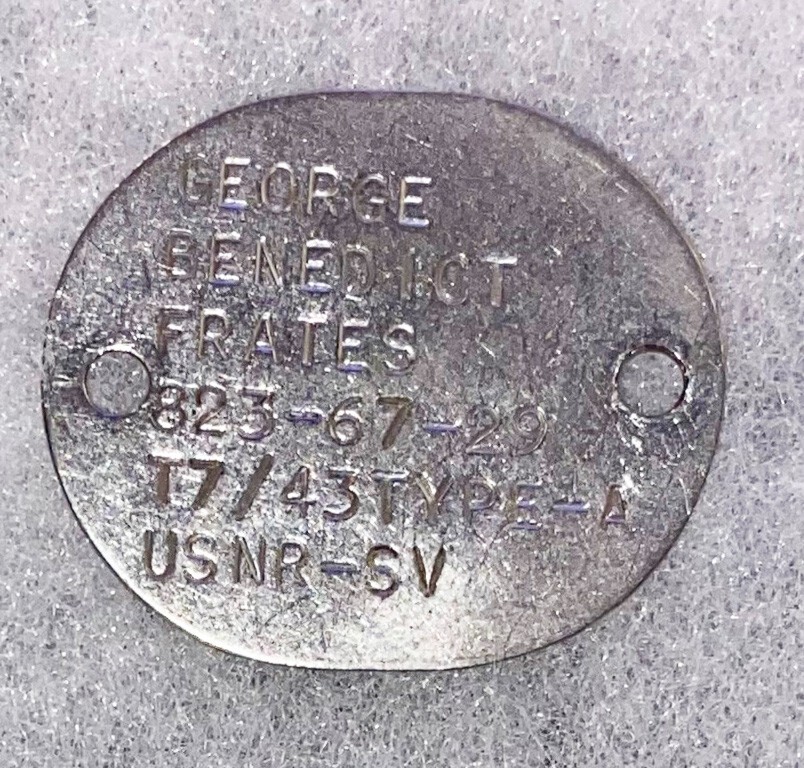 GEORGE
BENEDICT
FRATES
823-67-29
T7/43TYPE-A
USNR-SV